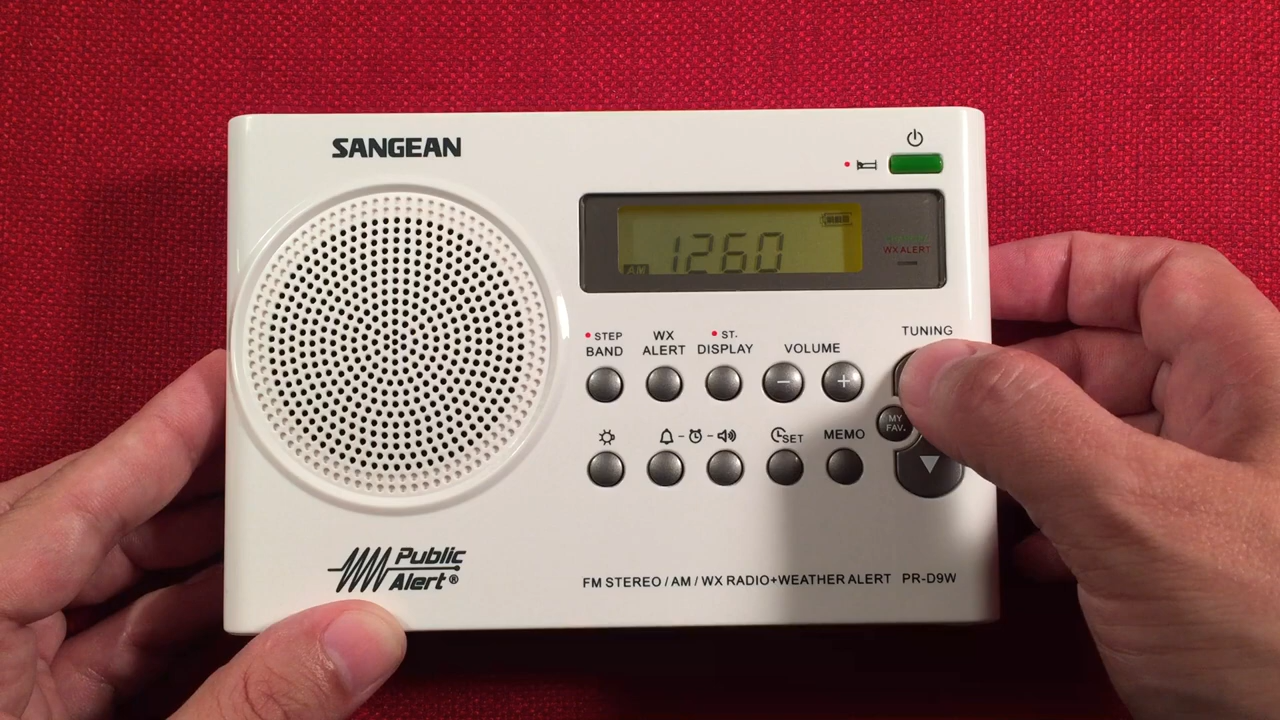 SANGEAN
AM 1260
WX ALERT
TUNING
STEP
BAND
WX
ALERT
ST.
DISPLAY
VOLUME
− +
MY
FAV.
SET
MEMO
Public
Alert®
FM STEREO / AM / WX RADIO+WEATHER ALERT PR-D9W